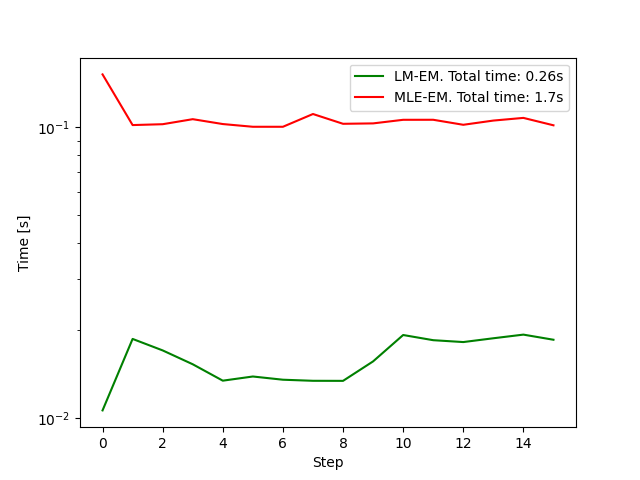 LM-EM. Total time: 0.26s
MLE-EM. Total time: 1.7s
10⁻¹
10⁻²
Time [s]
0 2 4 6 8 10 12 14
Step